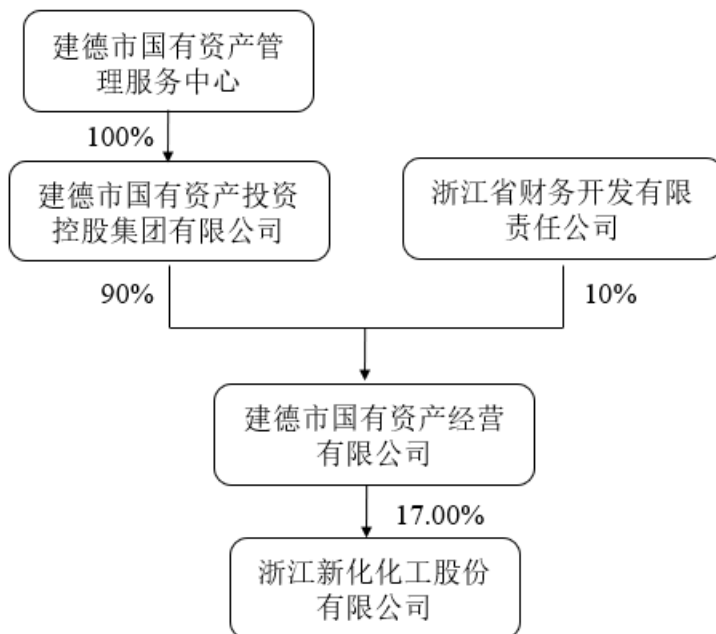 建德市国有资产管
理服务中心
100%
建德市国有资产投资
控股集团有限公司
浙江省财务开发有限
责任公司
90%
10%
建德市国有资产经营
有限公司
17.00%
浙江新化化工股份
有限公司